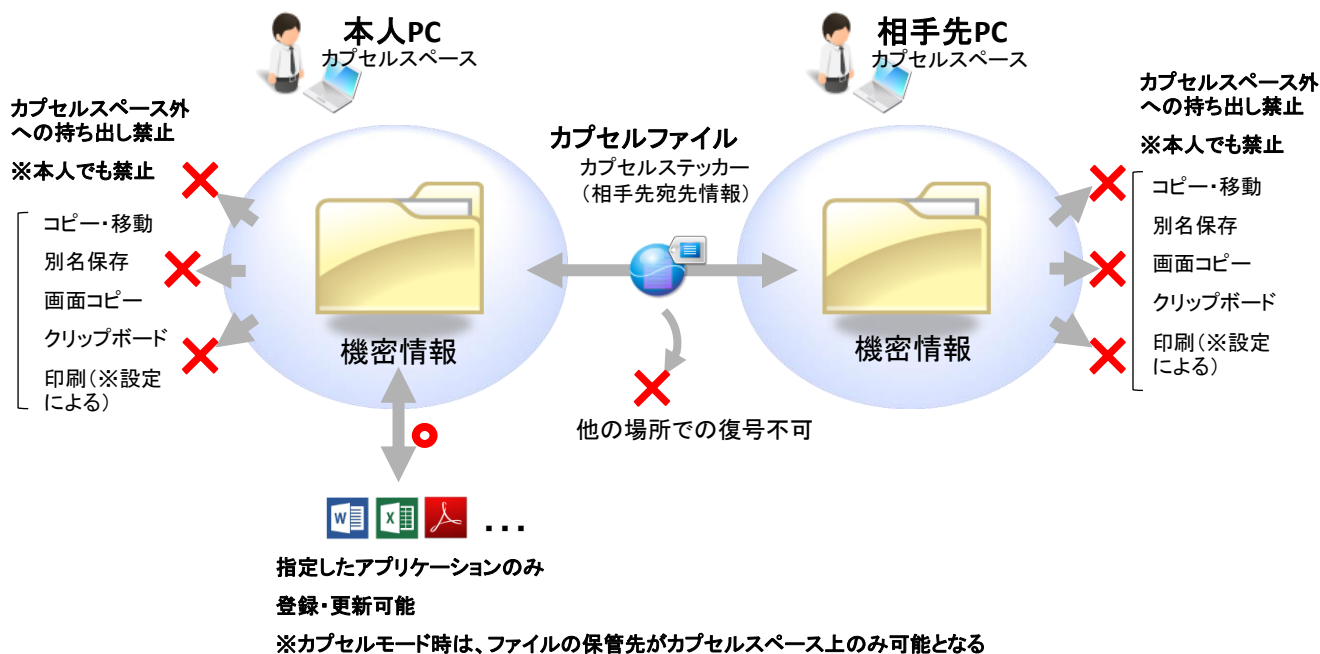 本人PC
カプセルスペース
相手先PC
カプセルスペース
カプセルスペース外
への持ち出し禁止
※本人でも禁止
コピー・移動
別名保存
画面コピー
クリップボード
印刷(※設定
による)
機密情報
カプセルファイル
カプセルステッカー
(相手先宛先情報)
他の場所での復号不可
機密情報
カプセルスペース外
への持ち出し禁止
※本人でも禁止
コピー・移動
別名保存
画面コピー
クリップボード
印刷(※設定
による)
W X ...
指定したアプリケーションのみ
登録・更新可能
※カプセルモード時は、ファイルの保管先がカプセルスペース上のみ可能となる